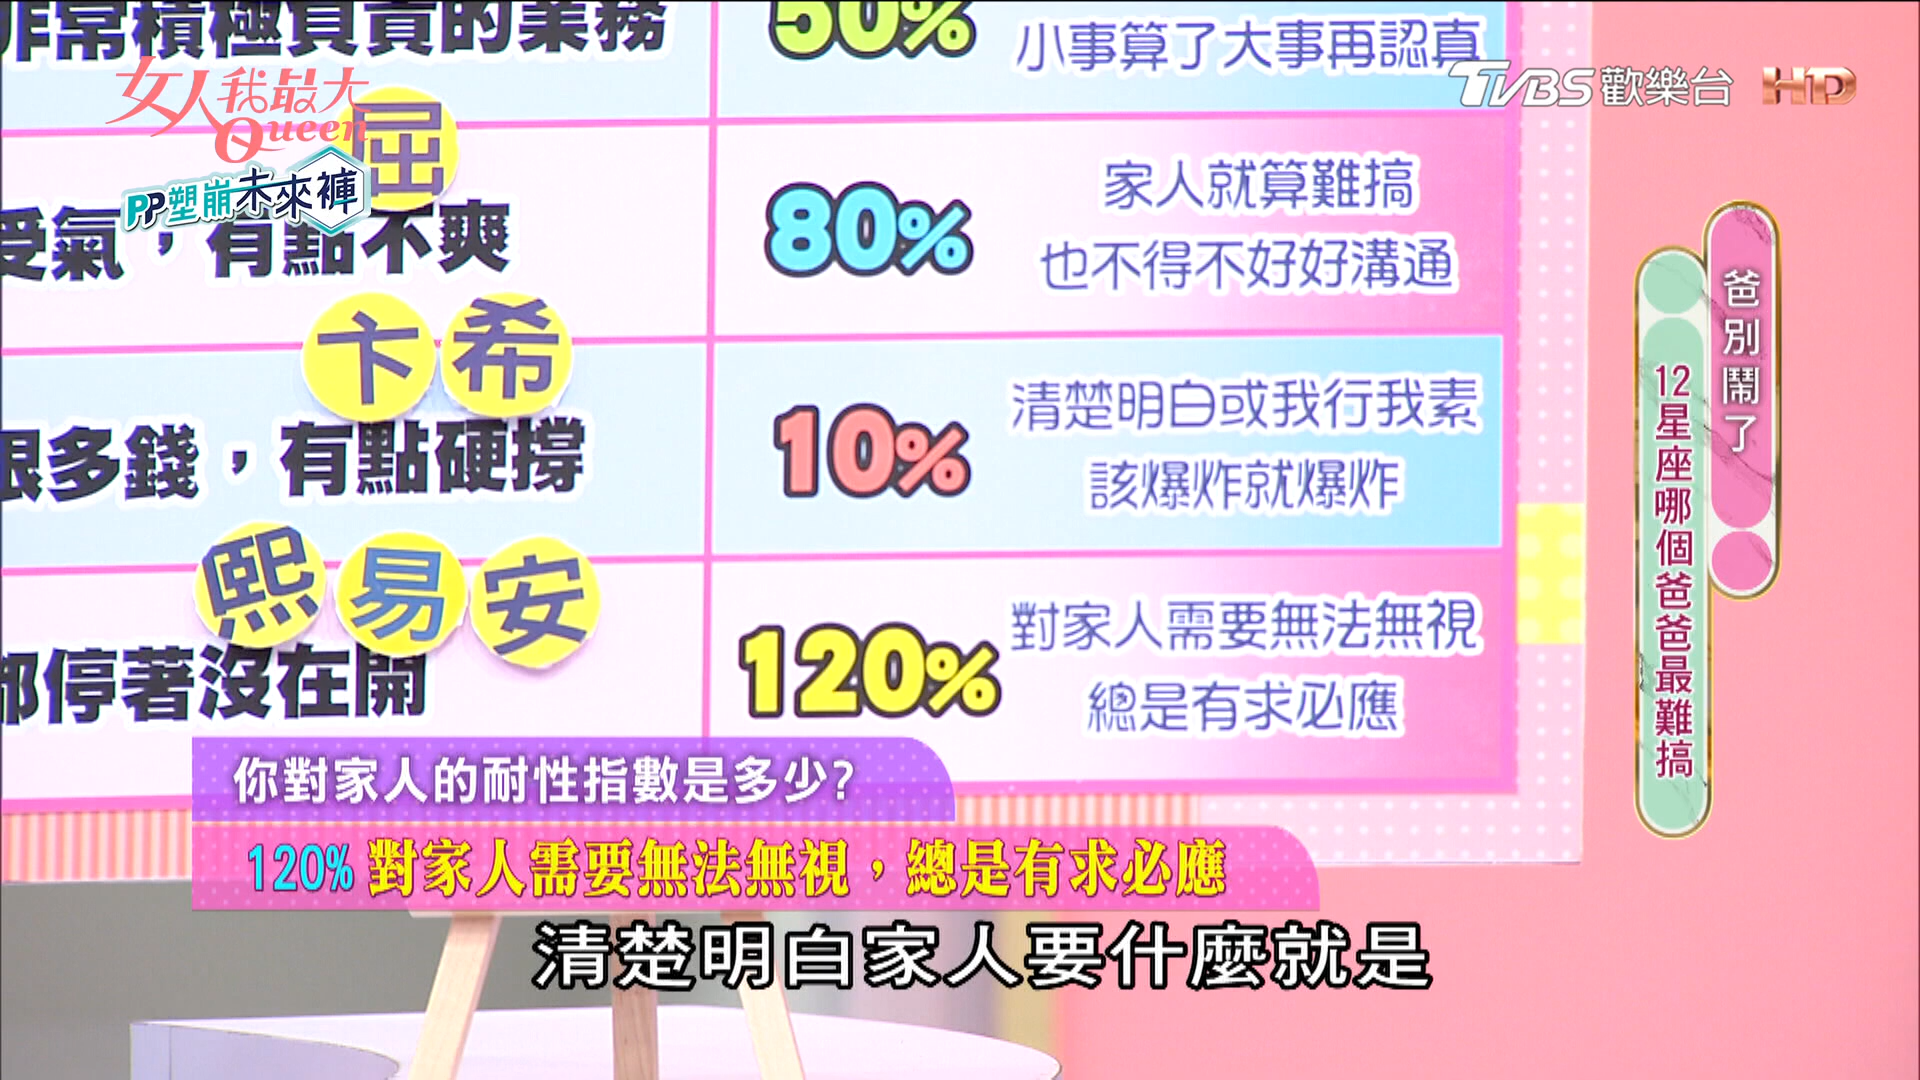 非常積極負責的業務
50%
小事算了大事再認真
女人我最大
Queen
TVBS歡樂台 HD
PP塑崩未來褲
屈
受氣，有點不爽
80%
家人就算難搞
也不得不好好溝通
卞 希
很多錢，有點硬撐
10%
清楚明白或我行我素
該爆炸就爆炸
熙 易 安
都停著沒在開
120%
對家人需要無法無視
總是有求必應
爸別鬧了
12星座哪個爸爸最難搞
你對家人的耐性指數是多少?
120% 對家人需要無法無視，總是有求必應
清楚明白家人要什麼就是